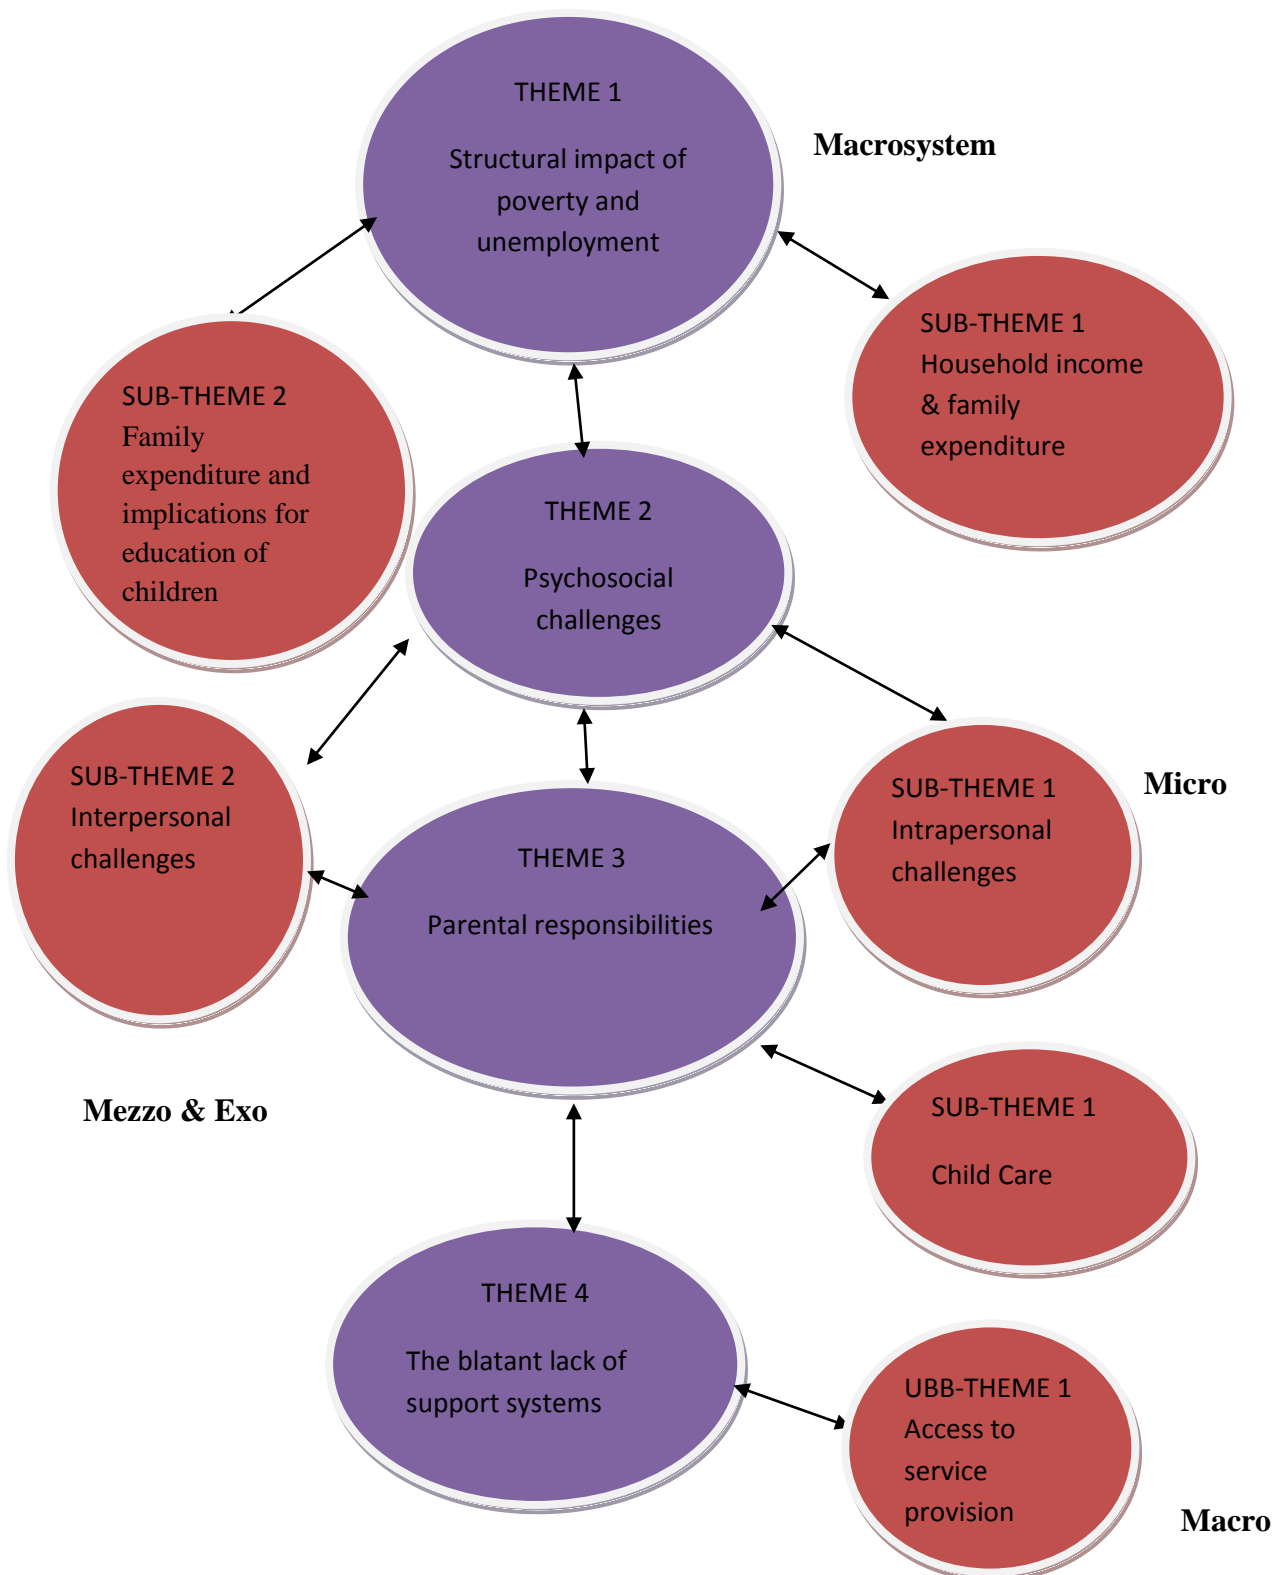 THEME 1
Structural impact of
poverty and
unemployment
Macrosystem
SUB-THEME 1
Household income
& family
expenditure
SUB-THEME 2
Family
expenditure and
implications for
education of
children
THEME 2
Psychosocial
challenges
SUB-THEME 2
Interpersonal
challenges
SUB-THEME 1
Intrapersonal
challenges
Micro
THEME 3
Parental responsibilities
Mezzo & Exo
SUB-THEME 1
Child Care
THEME 4
The blatant lack of
support systems
UBB-THEME 1
Access to
service
provision
Macro